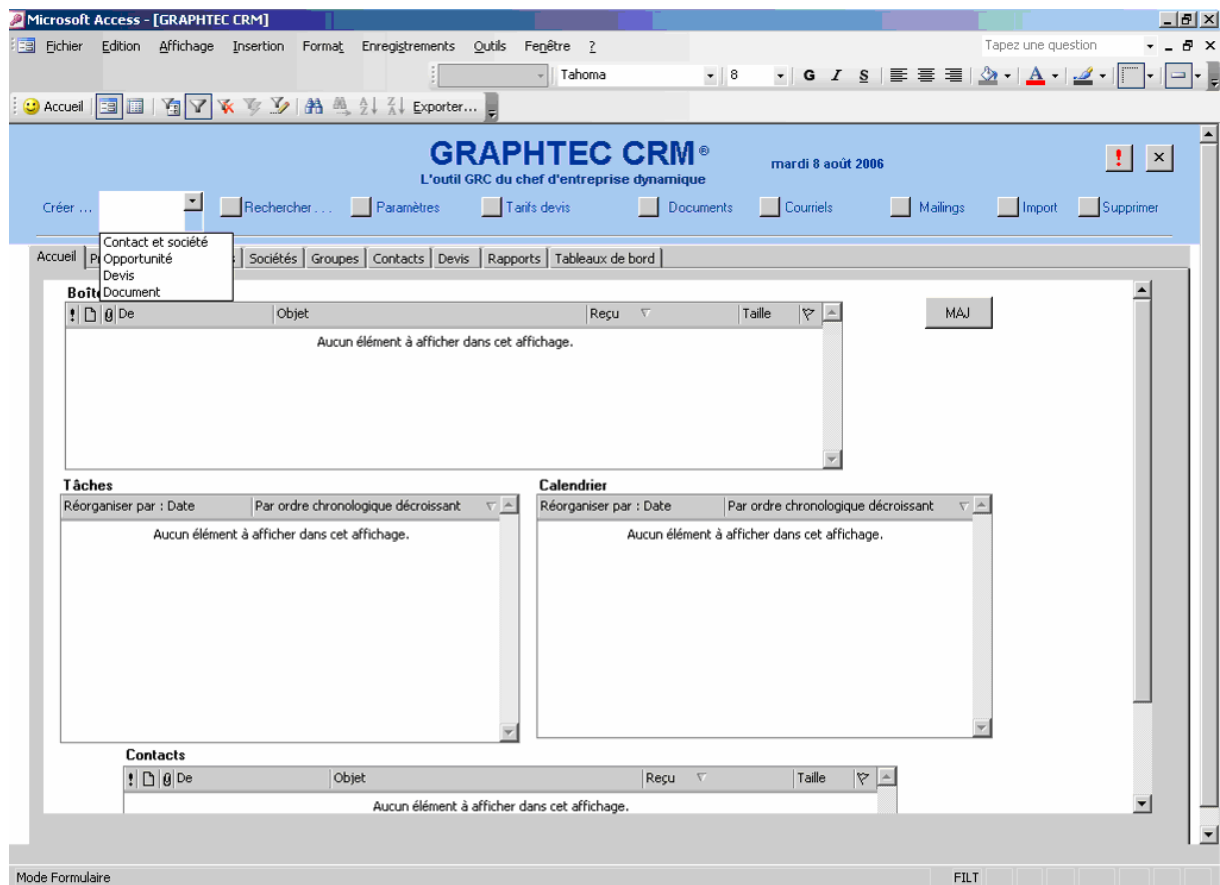 Microsoft Access - [GRAPHTEC CRM]
Fichier Edition Affichage Insertion Format Enregistrements Outils Fenêtre ? Tapez une question
Tahoma 8 G I S
Accueil Exporter...
GRAPHTEC CRM ® mardi 8 août 2006
L'outil GRC du chef d'entreprise dynamique
Créer ... Rechercher . . . Paramètres Tarifs devis Documents Courriels Mailings Import Supprimer
Contact et société
Opportunité
Devis
Document
Accueil Sociétés Groupes Contacts Devis Rapports Tableaux de bord
De Objet Reçu Taille
MAJ
Aucun élément à afficher dans cet affichage.
Tâches
Réorganiser par : Date Par ordre chronologique décroissant
Aucun élément à afficher dans cet affichage.
Calendrier
Réorganiser par : Date Par ordre chronologique décroissant
Aucun élément à afficher dans cet affichage.
Contacts
De Objet Reçu Taille
Aucun élément à afficher dans cet affichage.
Mode Formulaire FILT